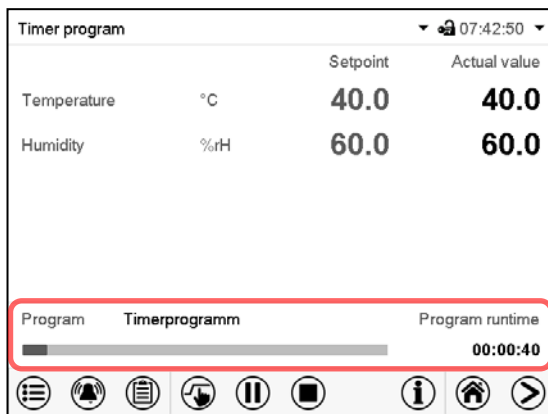 Timer program 07:42:50
Setpoint Actual value
Temperature °C 40.0 40.0
Humidity %rH 60.0 60.0
Program Timerprogramm Program runtime
00:00:40